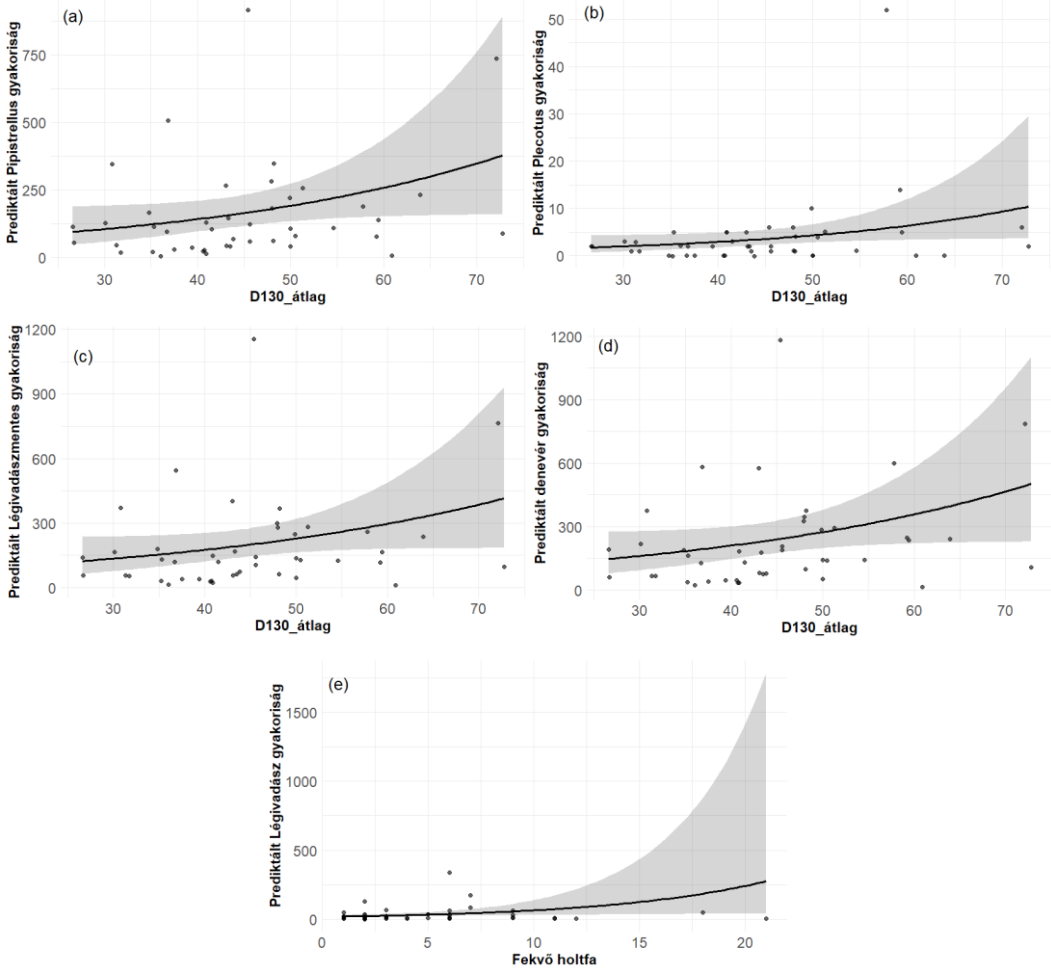 (a)
Prediktált Pipistrellus gyakoriság
750
500
250
0
30 40 50 60 70
D130_átlag
(b)
Prediktált Plecotus gyakoriság
50
40
30
20
10
0
30 40 50 60 70
D130_átlag
(c)
Prediktált Légivadászmentes gyakoriság
1200
900
600
300
0
30 40 50 60 70
D130_átlag
(d)
Prediktált denevér gyakoriság
1200
900
600
300
0
30 40 50 60 70
D130_átlag
(e)
Prediktált Légivadász gyakoriság
1500
1000
500
0
0 5 10 15 20
Fekvő holtfa